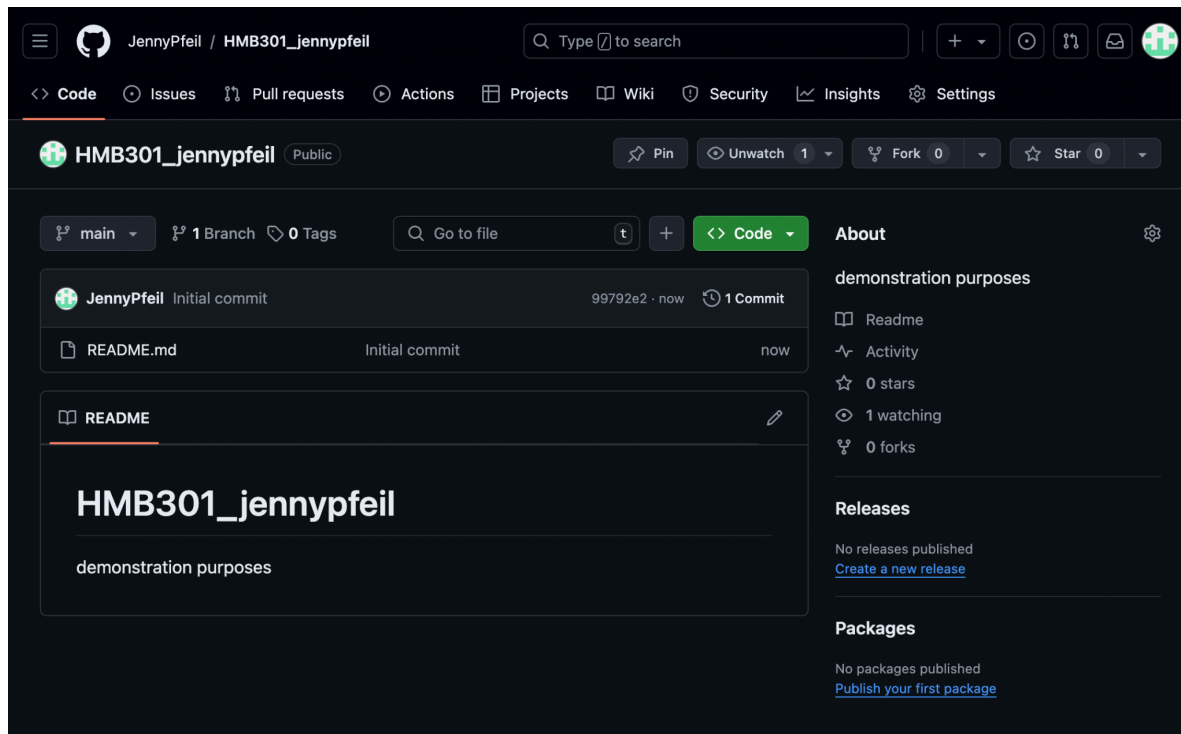 JennyPfeil / HMB301_jennypfeil
Type / to search
Code Issues Pull requests Actions Projects Wiki Security Insights Settings
HMB301_jennypfeil Public
Pin Unwatch 1 Fork 0 Star 0
main 1 Branch 0 Tags Go to file t Code
JennyPfeil Initial commit 99792e2 · now 1 Commit
README.md Initial commit now
README
HMB301_jennypfeil
demonstration purposes
About
demonstration purposes
Readme
Activity
0 stars
1 watching
0 forks
Releases
No releases published
Create a new release
Packages
No packages published
Publish your first package